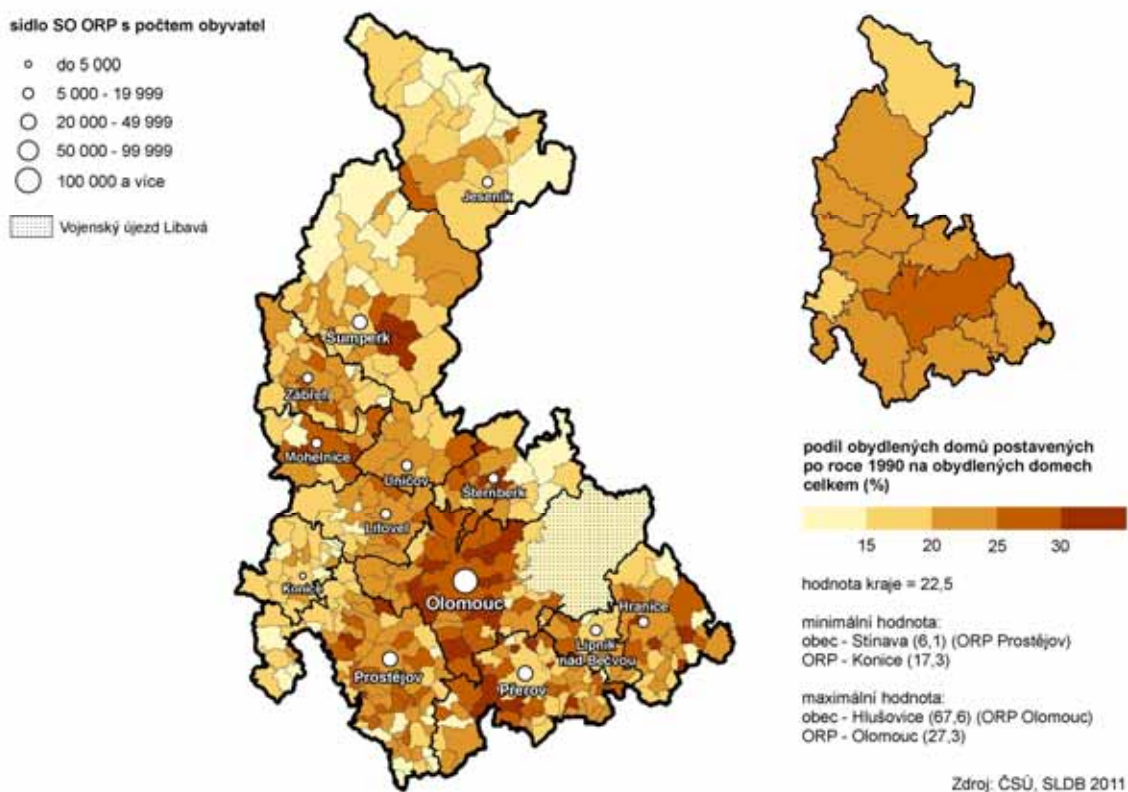 sídlo SO ORP s počtem obyvatel
do 5 000
5 000 - 19 999
20 000 - 49 999
50 000 - 99 999
100 000 a více
Vojenský újezd Libavá
Jeseník
Šumperk
Zábřeh
Mohelnice
Uničov
Šternberk
Litovel
Konice
Olomouc
Hranice
Lipník
nad Bečvou
Prostějov
Přerov
podíl obydlených domů postavených
po roce 1990 na obydlených domech
celkem (%)
15 20 25 30
hodnota kraje = 22,5
minimální hodnota:
obec - Stínava (6,1) (ORP Prostějov)
ORP - Konice (17,3)
maximální hodnota:
obec - Hlušovice (67,6) (ORP Olomouc)
ORP - Olomouc (27,3)
Zdroj: ČSÚ, SLDB 2011